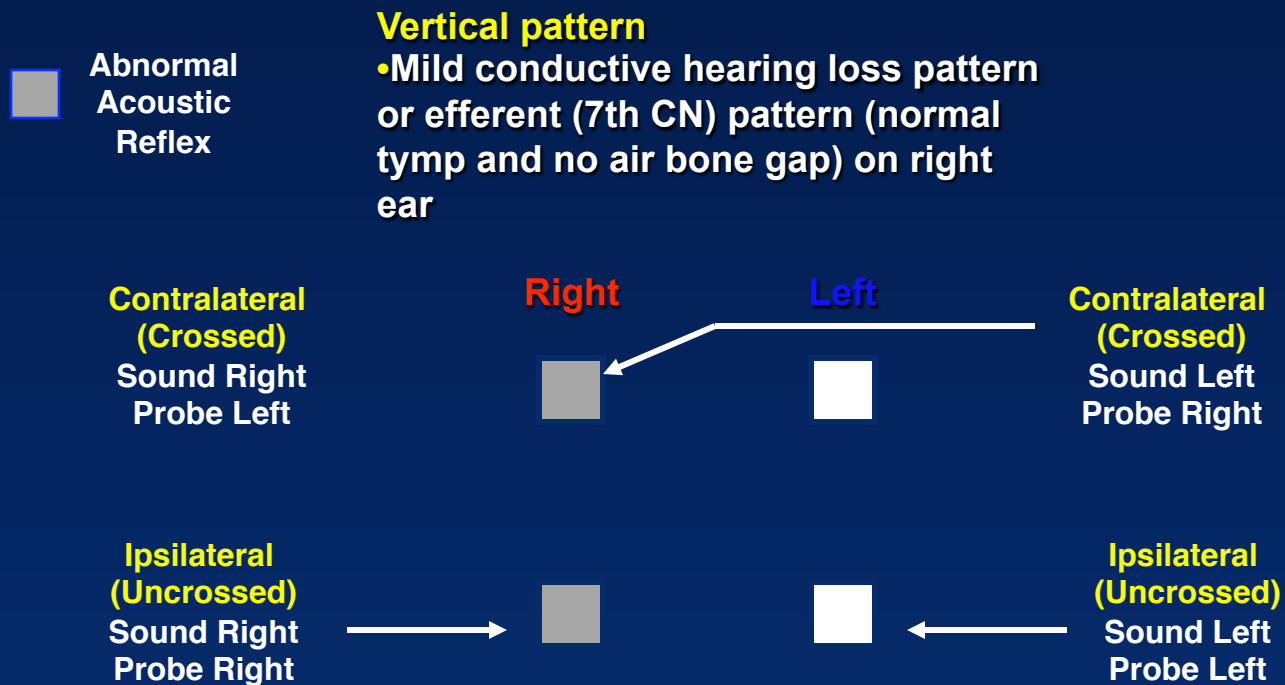 Abnormal
Acoustic
Reflex
Vertical pattern
•Mild conductive hearing loss pattern
or efferent (7th CN) pattern (normal
tymp and no air bone gap) on right
ear
Right
Left
Contralateral
(Crossed)
Sound Right
Probe Left
Contralateral
(Crossed)
Sound Left
Probe Right
Ipsilateral
(Uncrossed)
Sound Right
Probe Right
Ipsilateral
(Uncrossed)
Sound Left
Probe Left